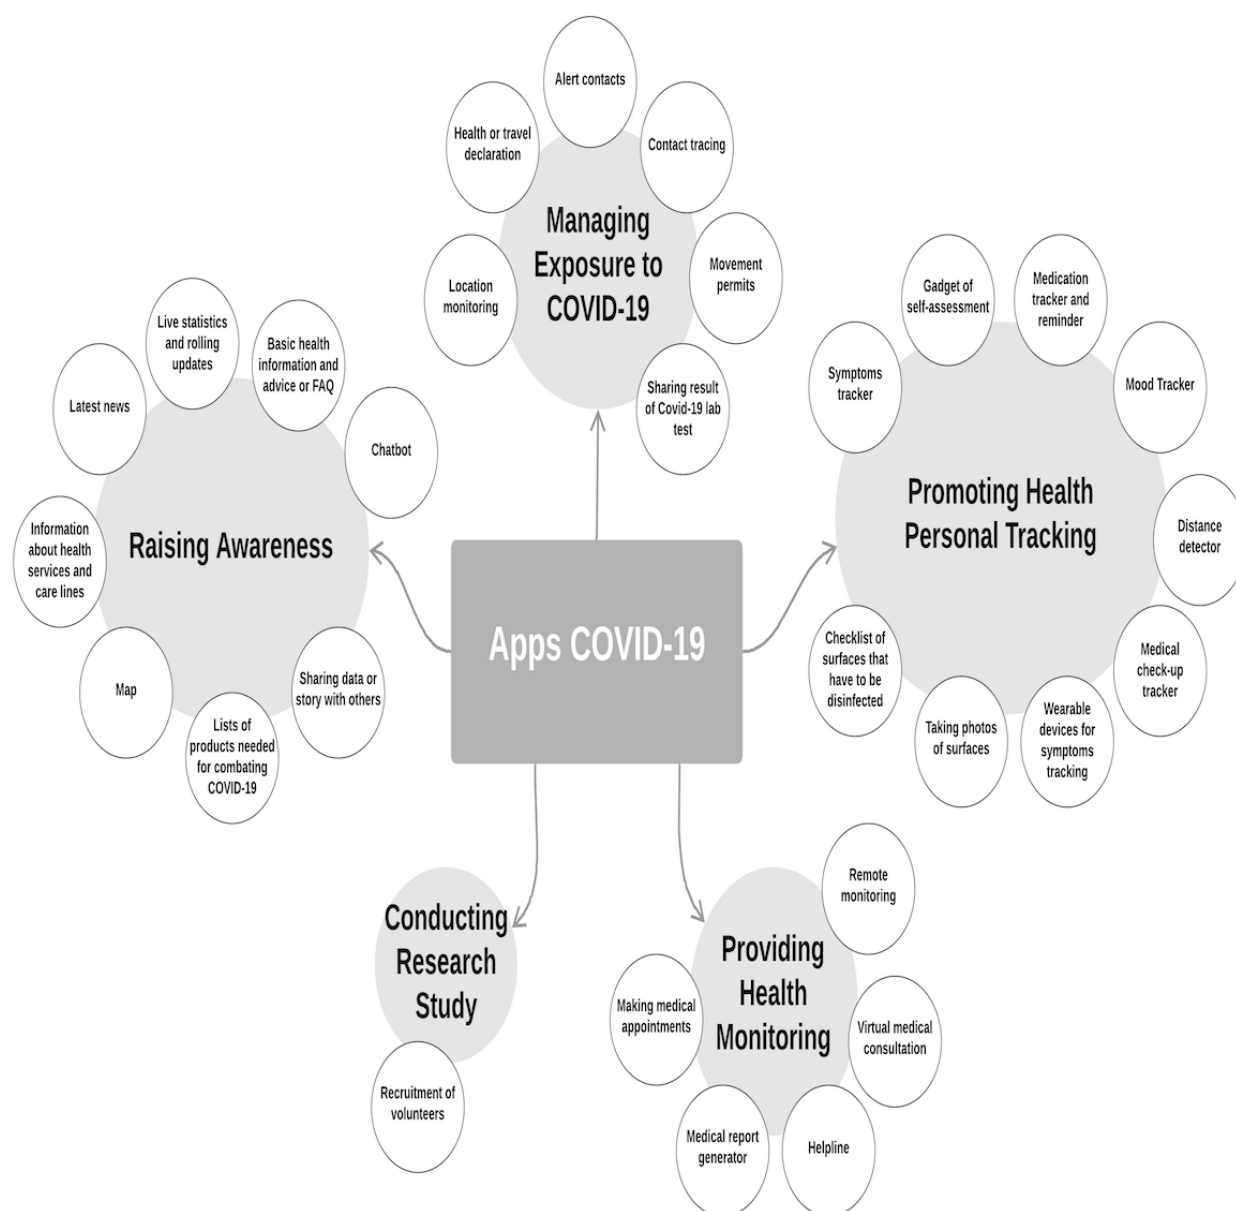 Alert contacts
Health or travel
declaration
Contact tracing
Managing
Exposure to
COVID-19
Location
monitoring
Movement
permits
Sharing result
of Covid-19 lab
test
Live statistics
and rolling
updates
Basic health
information and
advice or FAQ
Latest news
Chatbot
Information
about health
services and
care lines
Raising Awareness
Map
Sharing data or
story with others
Lists of
products needed
for combating
COVID-19
Gadget of
self-assessment
Medication
tracker and
reminder
Symptoms
tracker
Mood Tracker
Promoting Health
Personal Tracking
Distance
detector
Checklist of
surfaces that
have to be
disinfected
Medical
check-up
tracker
Taking photos
of surfaces
Wearable
devices for
symptoms
tracking
Apps COVID-19
Conducting
Research
Study
Recruitment of
volunteers
Remote
monitoring
Providing
Health
Monitoring
Making medical
appointments
Virtual medical
consultation
Medical report
generator
Helpline